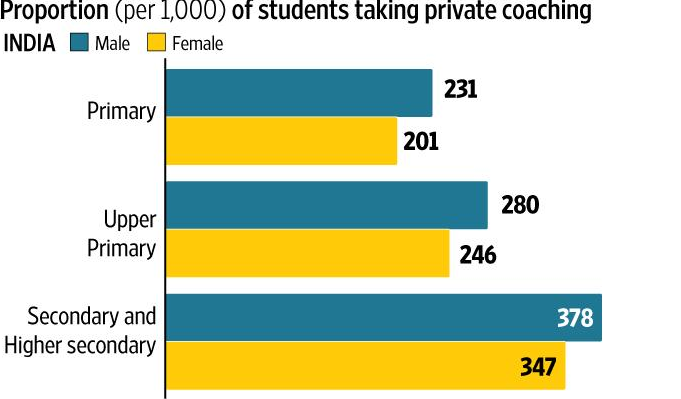 Proportion (per 1,000) of students taking private coaching
INDIA Male Female
Primary
231
201
Upper
Primary
280
246
Secondary and
Higher secondary
378
347